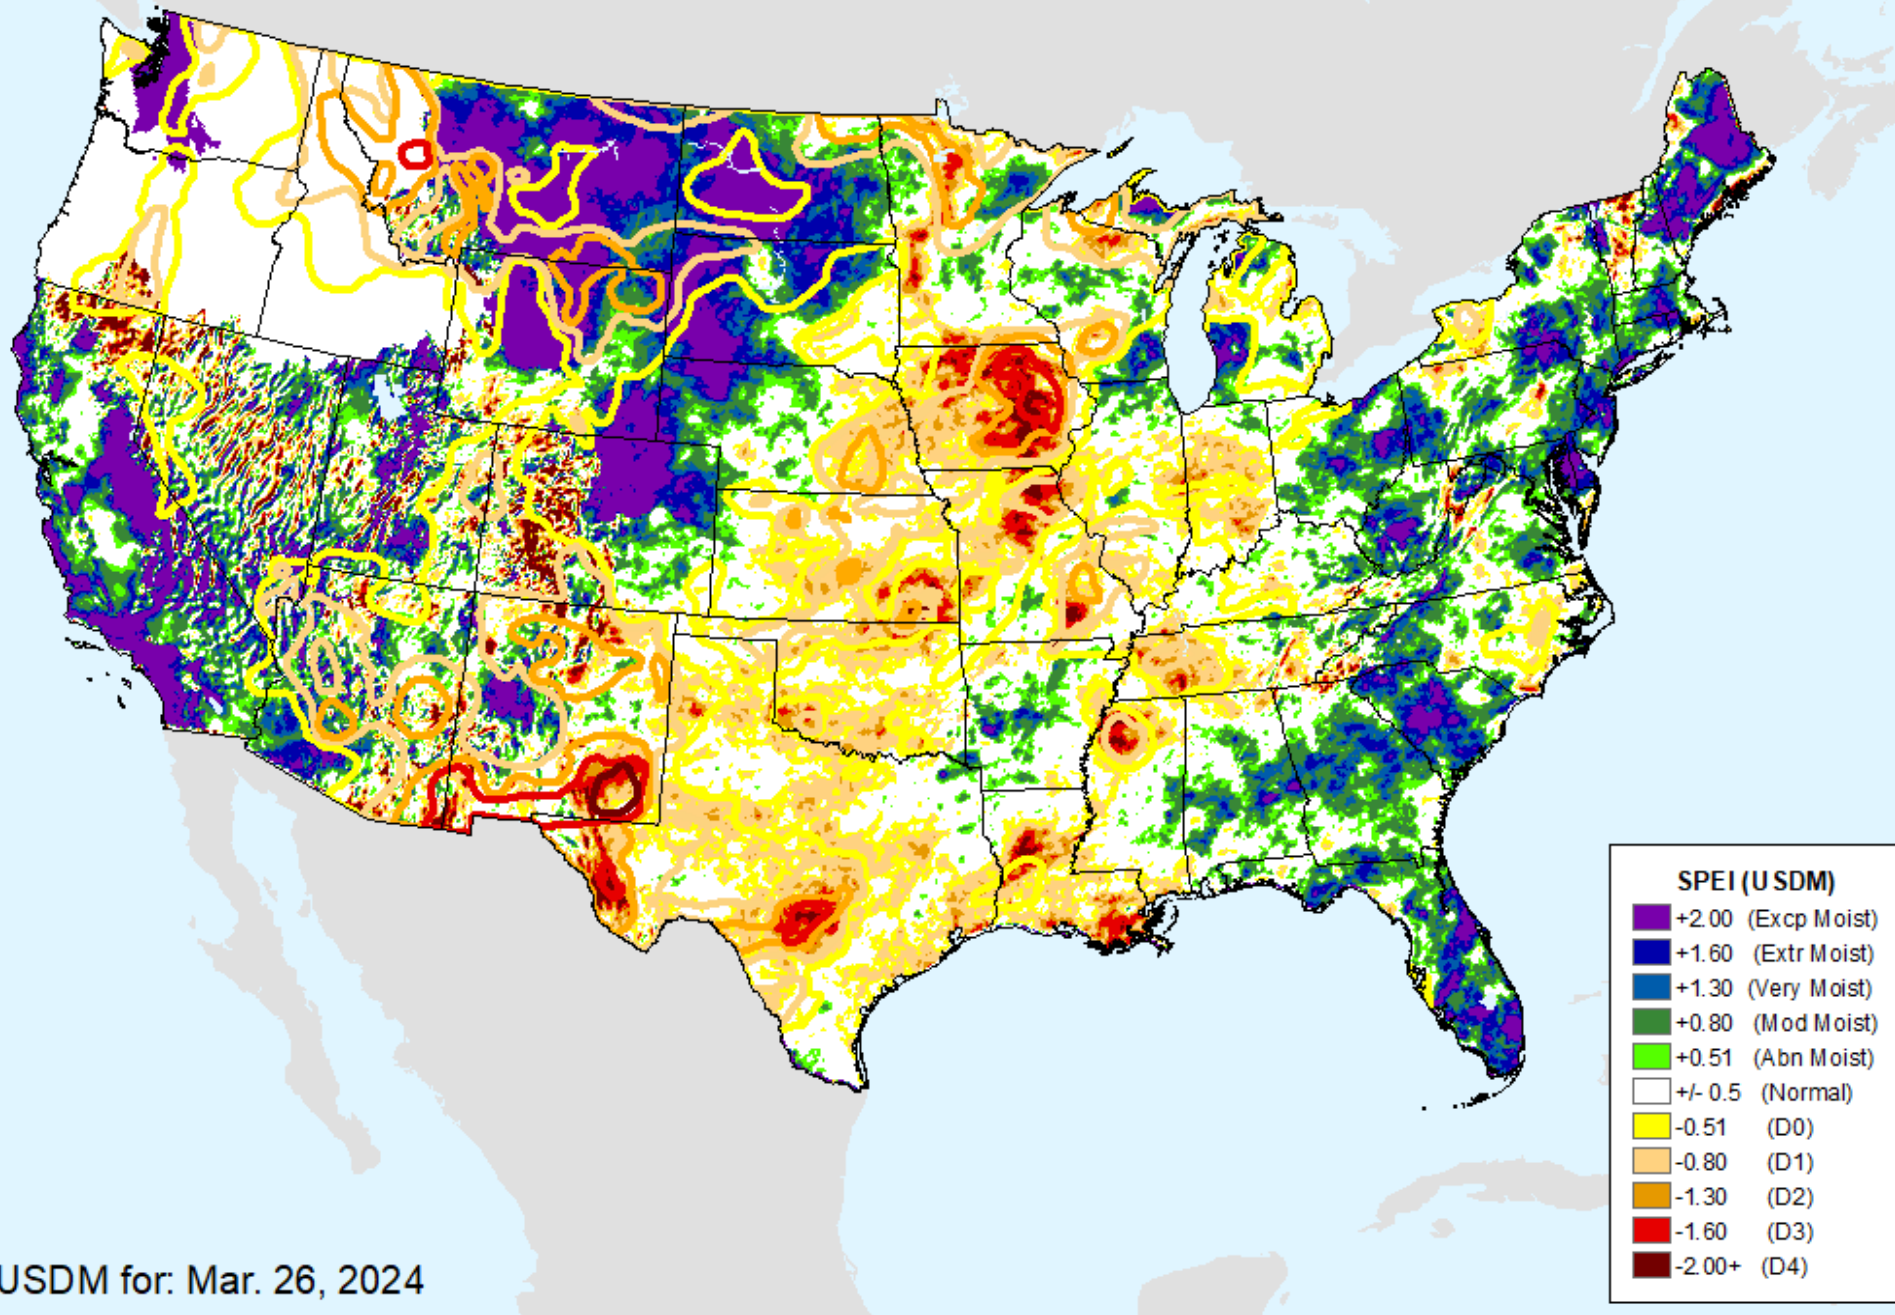 SPEI (USDM)
+2.00 (Excp Moist)
+1.60 (Extr Moist)
+1.30 (Very Moist)
+0.80 (Mod Moist)
+0.51 (Abn Moist)
+/- 0.5 (Normal)
-0.51 (D0)
-0.80 (D1)
-1.30 (D2)
-1.60 (D3)
-2.00+ (D4)
USDM for: Mar. 26, 2024